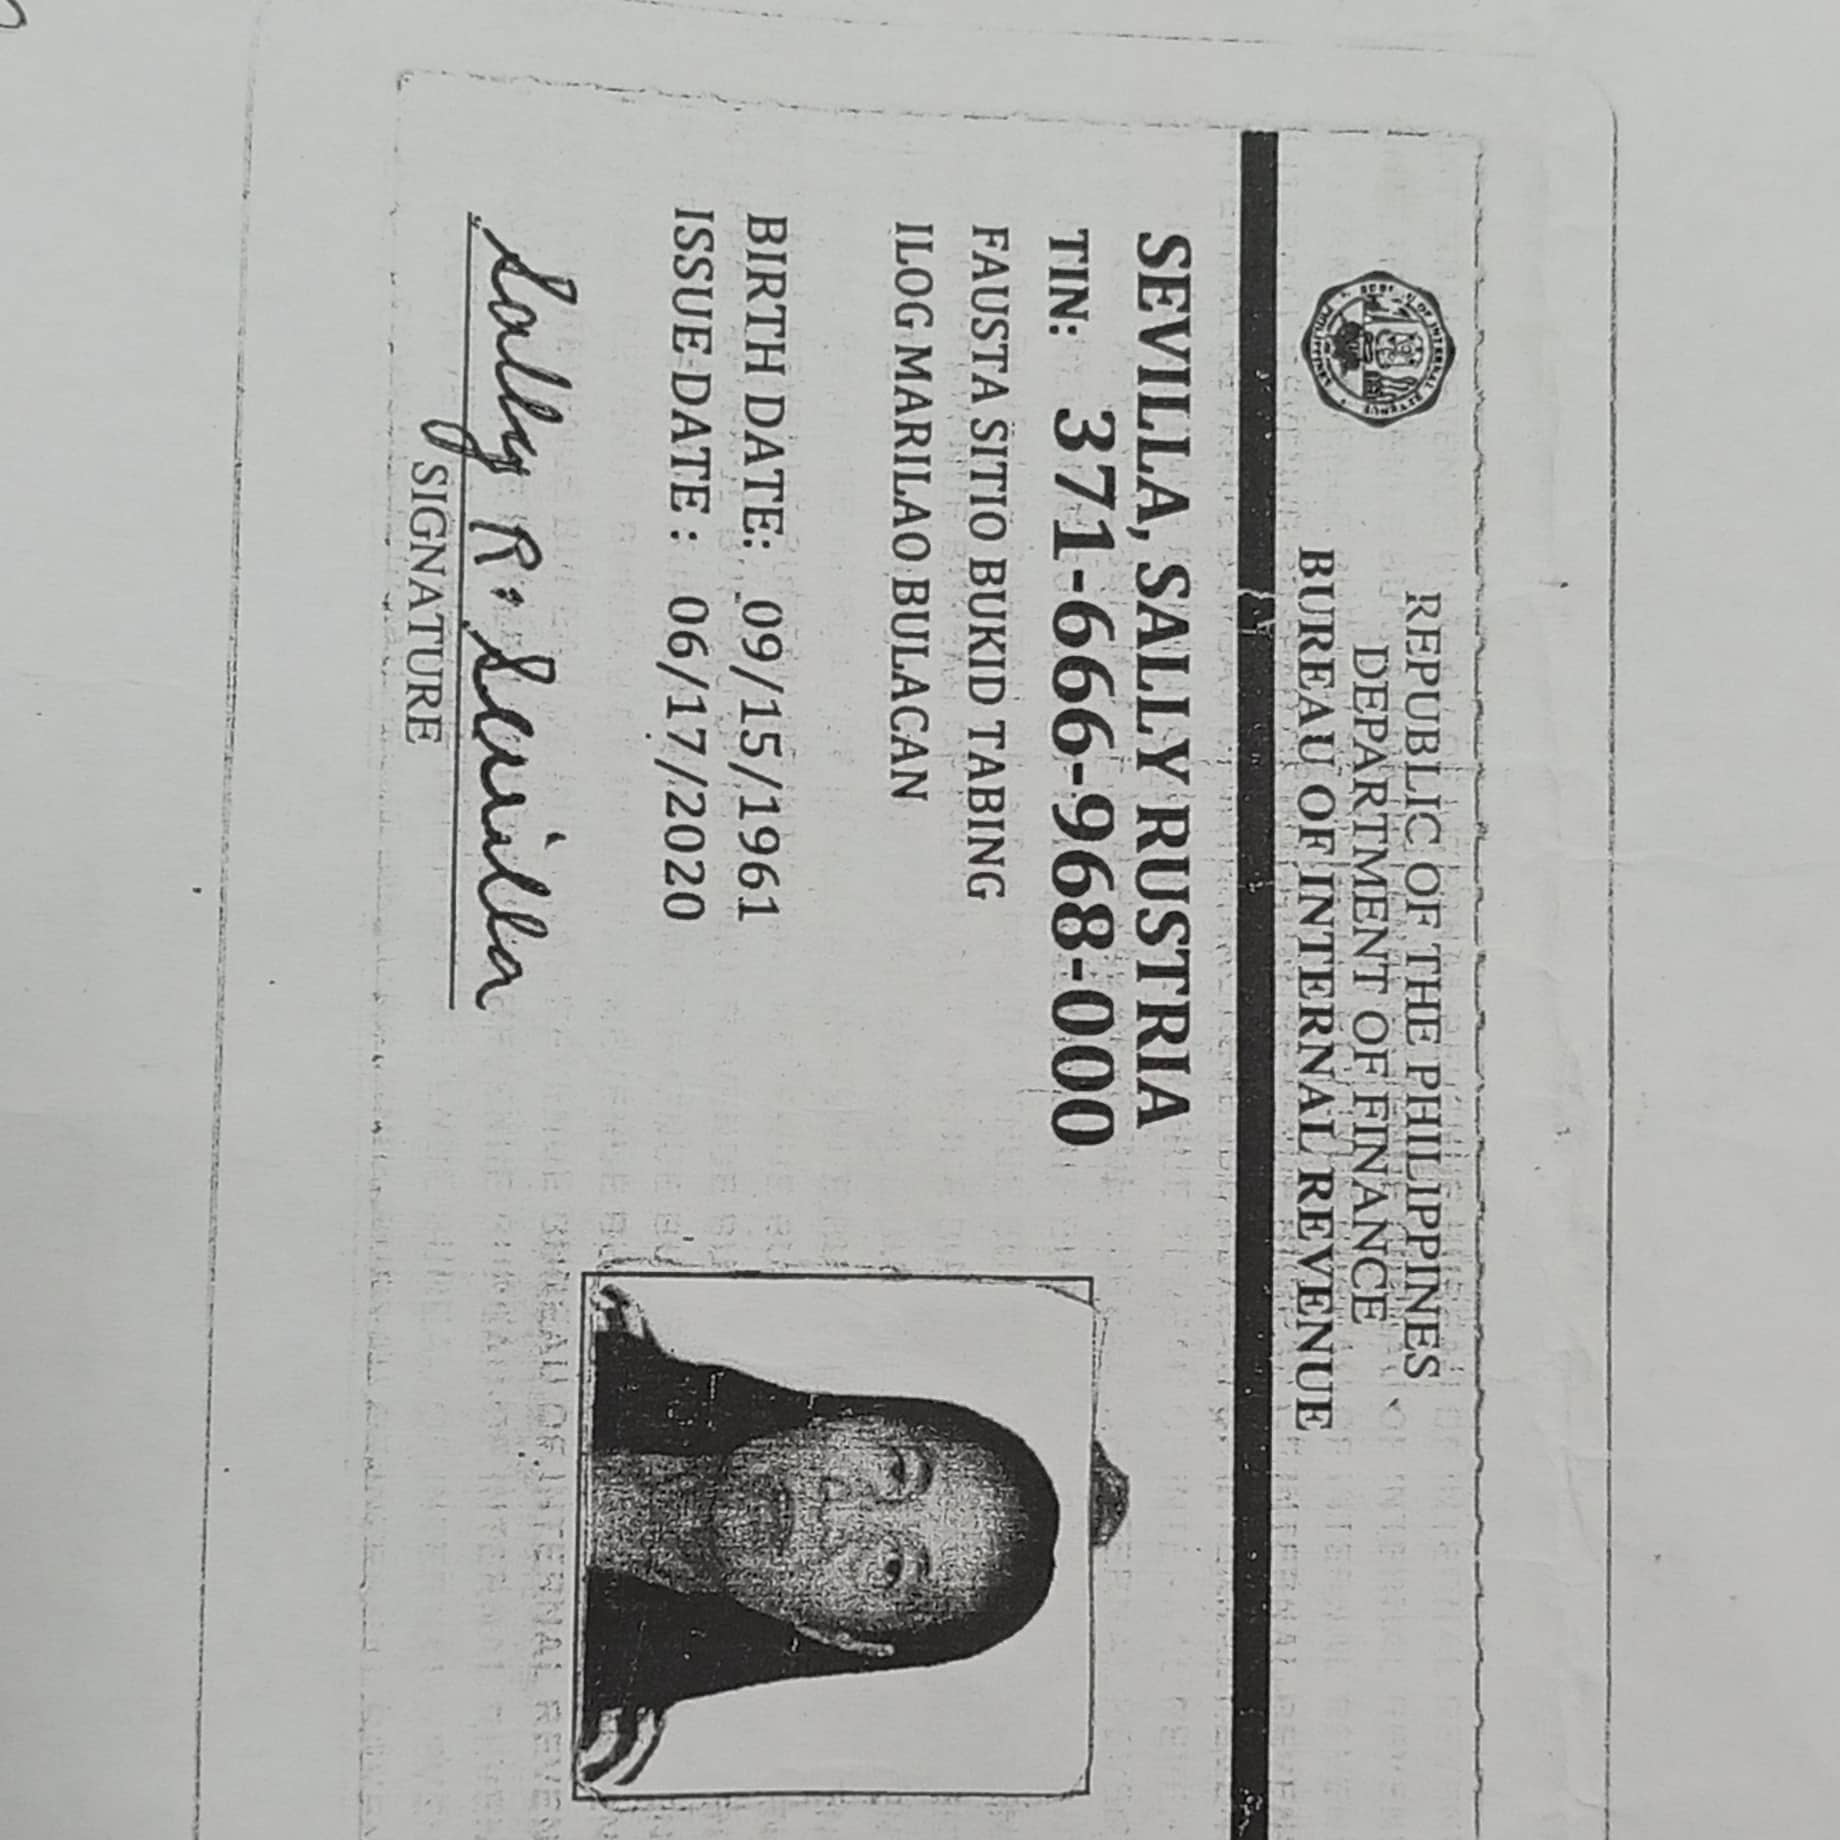 REPUBLIC OF THE PHILIPPINES
DEPARTMENT OF FINANCE
BUREAU OF INTERNAL REVENUE
SEVILLA, SALLY RUSTRIA
TIN: 371-666-968-000
FAUSTA SITIO BUKID TABING
ILOG MARILAO BULACAN
BIRTH DATE: 09/15/1961
ISSUE DATE : 06/17/2020
Sally R. Sevilla
SIGNATURE